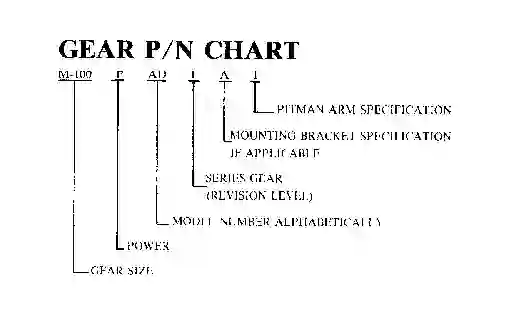 GEAR P/N CHART
M-100 P AD 1 A 1
PITMAN ARM SPECIFICATION
MOUNTING BRACKET SPECIFICATION
IF APPLICABLE
SERIES GEAR
(REVISION LEVEL)
MODEL NUMBER ALPHABETICALLY
POWER
GEAR SIZE